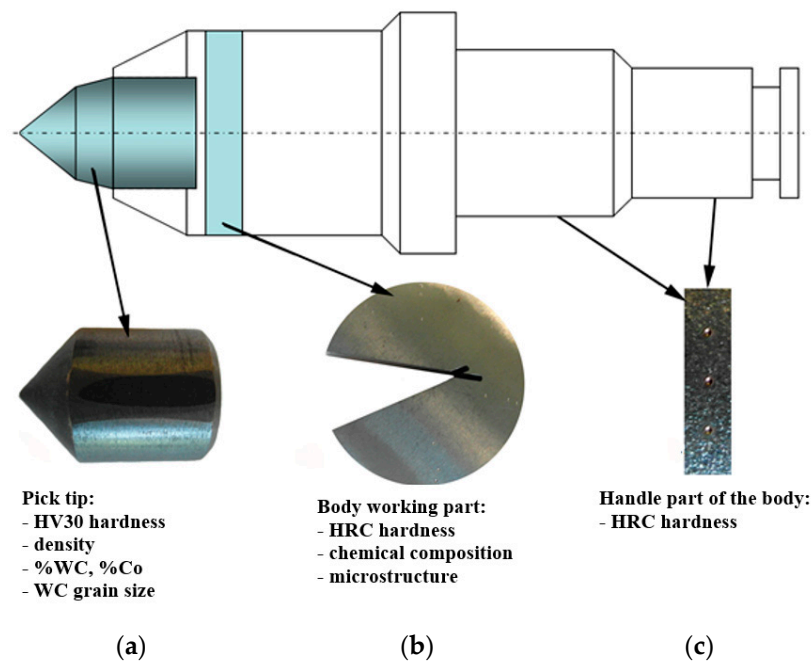 Pick tip:
- HV30 hardness
- density
- %WC, %Co
- WC grain size
Body working part:
- HRC hardness
- chemical composition
- microstructure
Handle part of the body:
- HRC hardness
(a)
(b)
(c)